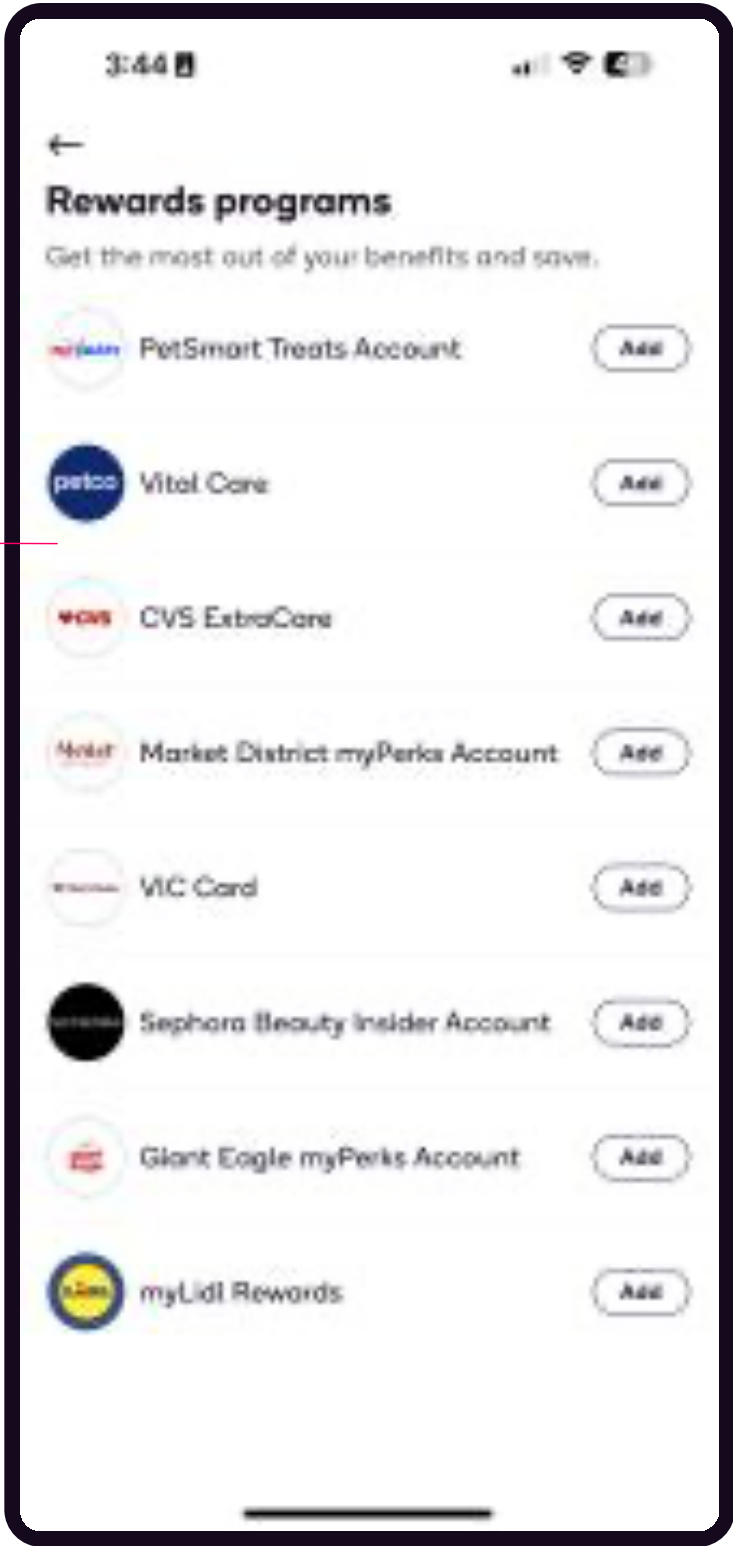 3:44
Rewards programs
Get the most out of your benefits and save.
PetSmart Treats Account
Add
petco
Vital Care
Add
CVS
CVS ExtraCare
Add
Market
Market District myPerks Account
Add
VIC Card
Add
Sephora Beauty Insider Account
Add
Giant Eagle myPerks Account
Add
myLidl Rewards
Add